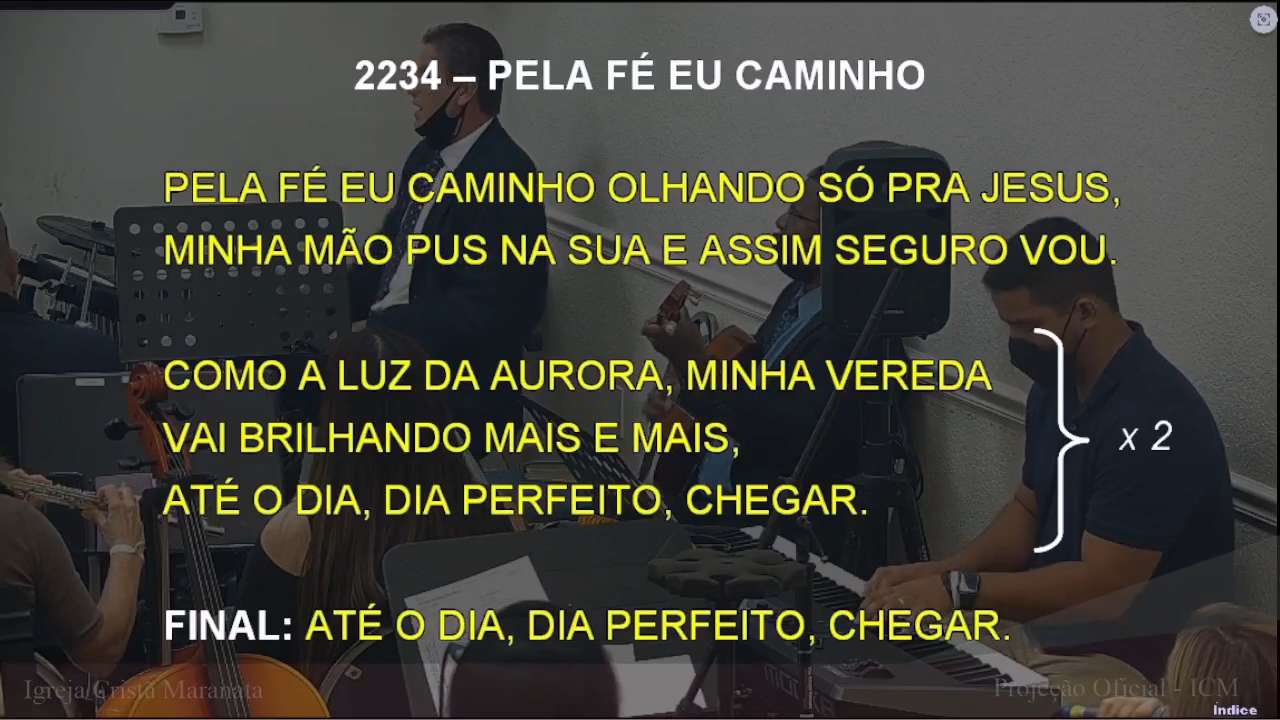 2234 – PELA FÉ EU CAMINHO
PELA FÉ EU CAMINHO OLHANDO SÓ PRA JESUS,
MINHA MÃO PUS NA SUA E ASSIM SEGURO VOU.
COMO A LUZ DA AURORA, MINHA VEREDA
VAI BRILHANDO MAIS E MAIS,
x 2
ATÉ O DIA, DIA PERFEITO, CHEGAR.
FINAL: ATÉ O DIA, DIA PERFEITO, CHEGAR.
Igreja Cristã Maranata
Projecção Oficial - ICM
Índice